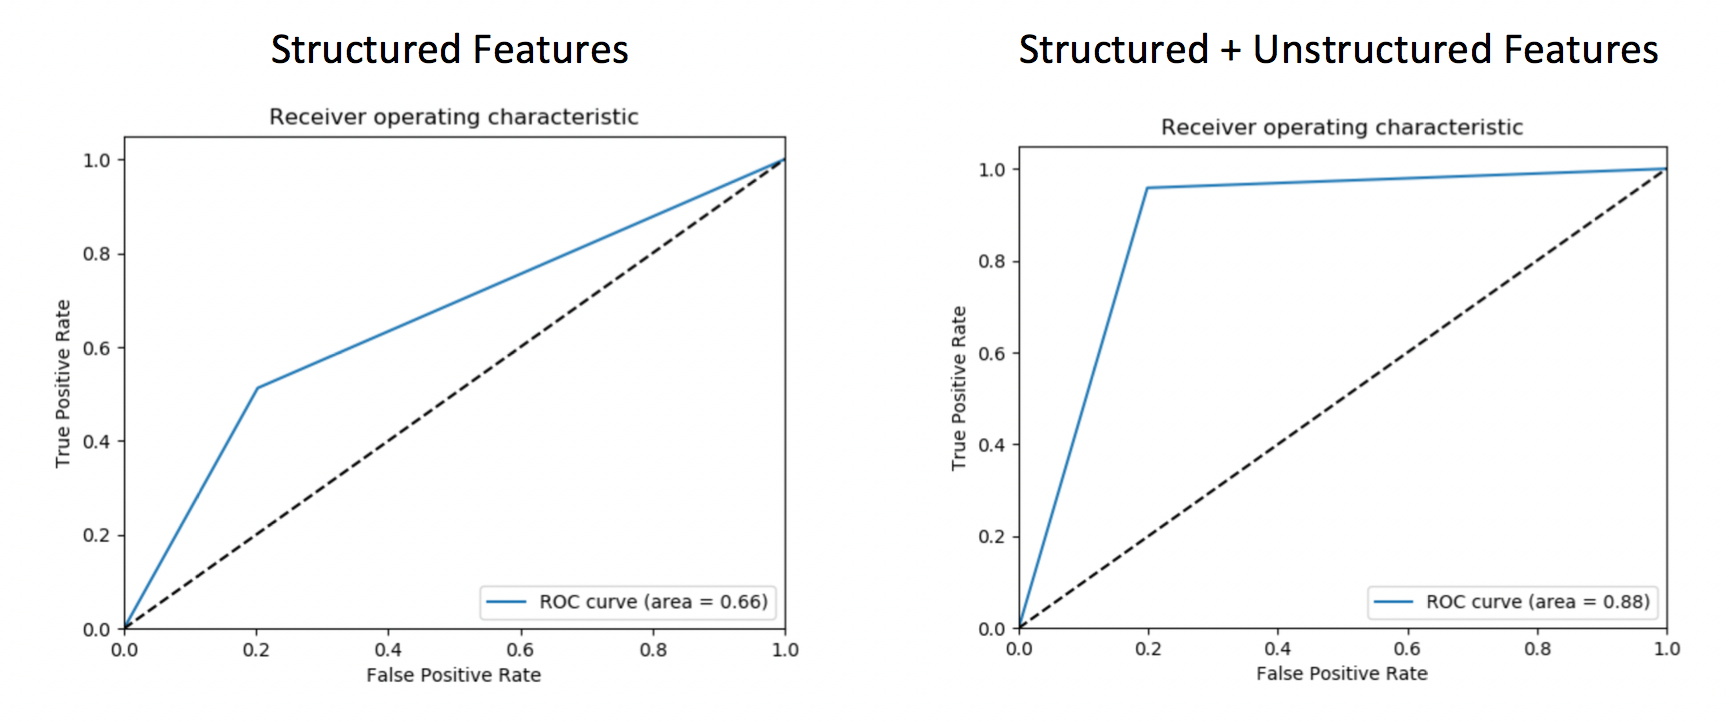 Structured Features
Receiver operating characteristic
True Positive Rate
1.0
0.8
0.6
0.4
0.2
0.0
ROC curve (area = 0.66)
0.0 0.2 0.4 0.6 0.8 1.0
False Positive Rate
Structured + Unstructured Features
Receiver operating characteristic
True Positive Rate
1.0
0.8
0.6
0.4
0.2
0.0
ROC curve (area = 0.88)
0.0 0.2 0.4 0.6 0.8 1.0
False Positive Rate